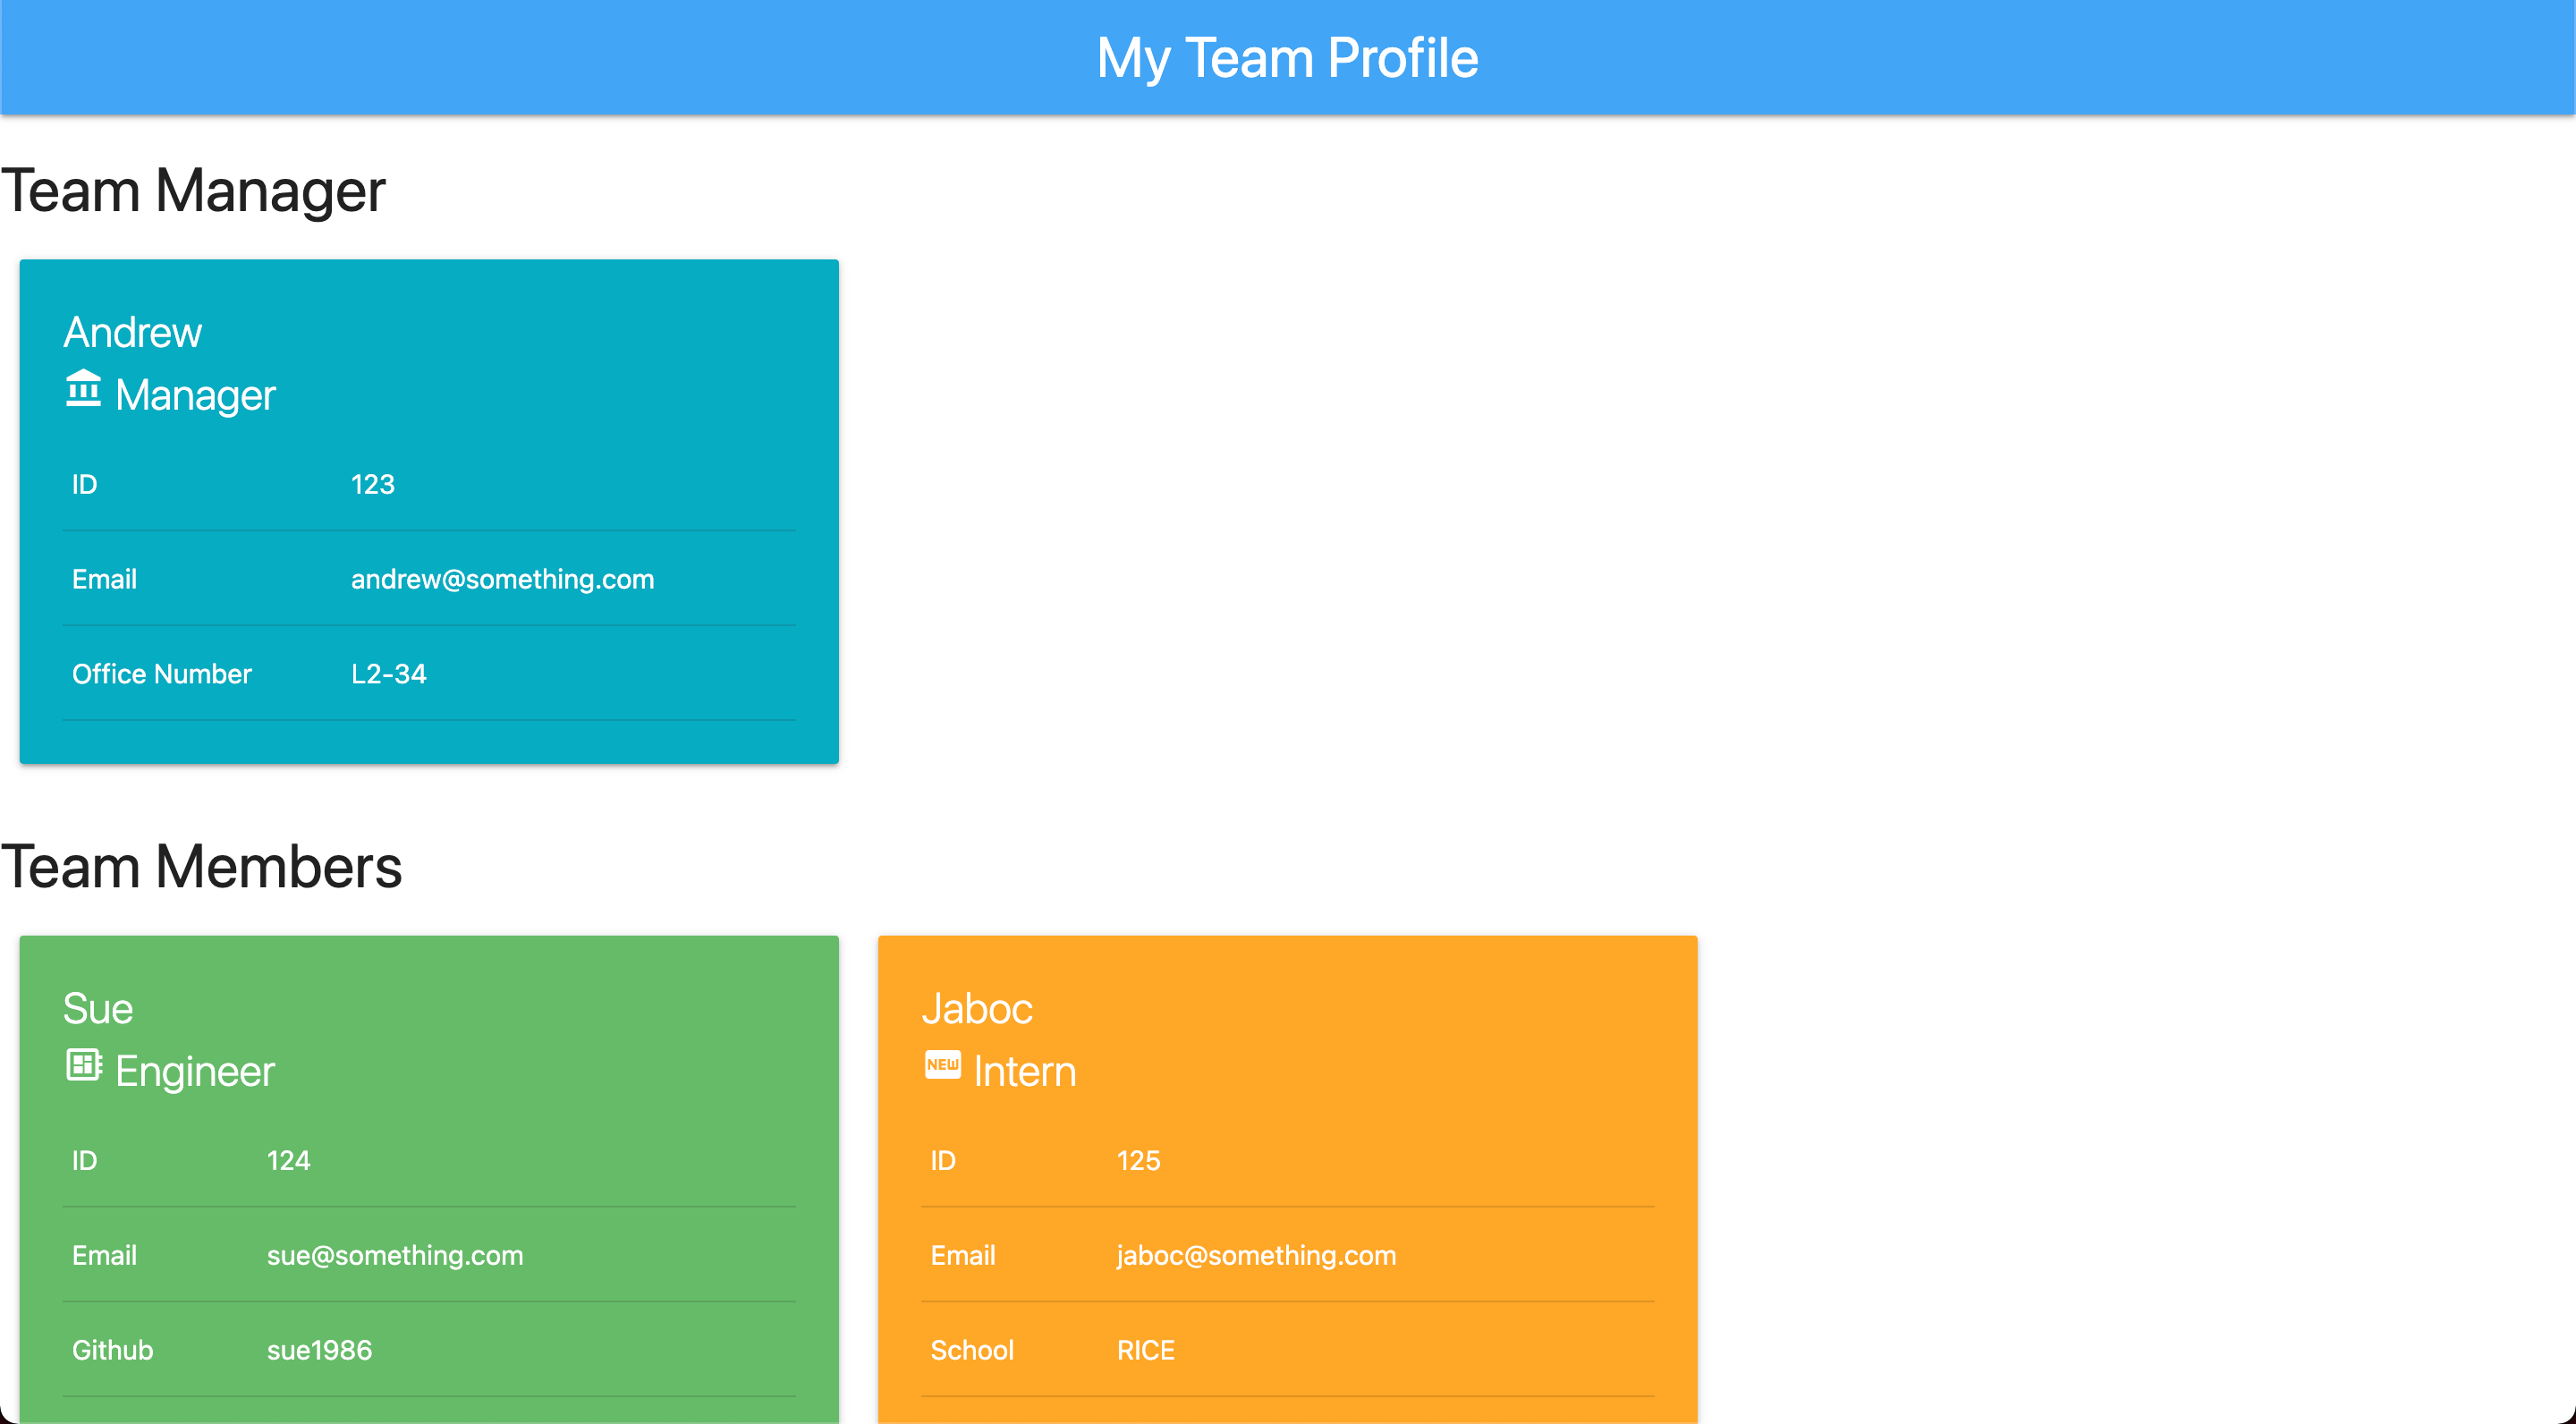 My Team Profile
Team Manager
Andrew
Manager
ID 123
Email andrew@something.com
Office Number L2-34
Team Members
Sue
Engineer
ID 124
Email sue@something.com
Github sue1986
Jaboc
NEW Intern
ID 125
Email jaboc@something.com
School RICE